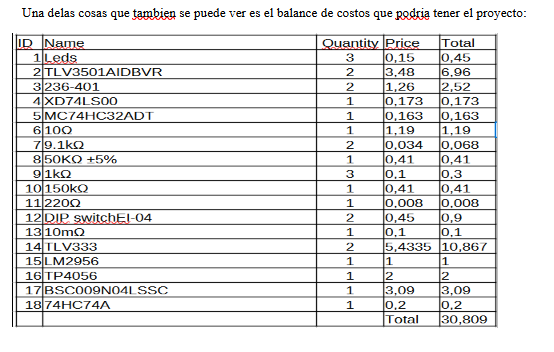 Una delas cosas que tambien se puede ver es el balance de costos que podria tener el proyecto:
ID Name Quantity Price Total
1 Leds 3 0,15 0,45
2 TLV3501AIDBVR 2 3,48 6,96
3 236-401 2 1,26 2,52
4 XD74LS00 1 0,173 0,173
5 MC74HC32ADT 1 0,163 0,163
6 10Ω 1 1,19 1,19
7 9.1kΩ 2 0,034 0,068
8 50KΩ ±5% 1 0,41 0,41
9 1kΩ 3 0,1 0,3
10 150kΩ 1 0,41 0,41
11 220Ω 1 0,008 0,008
12 DIP switchEI-04 2 0,45 0,9
13 10mΩ 1 0,1 0,1
14 TLV333 2 5,4335 10,867
15 LM2956 1 1 1
16 TP4056 1 2 2
17 BSC009N04LSSC 1 3,09 3,09
18 74HC74A 1 0,2 0,2
Total 30,809